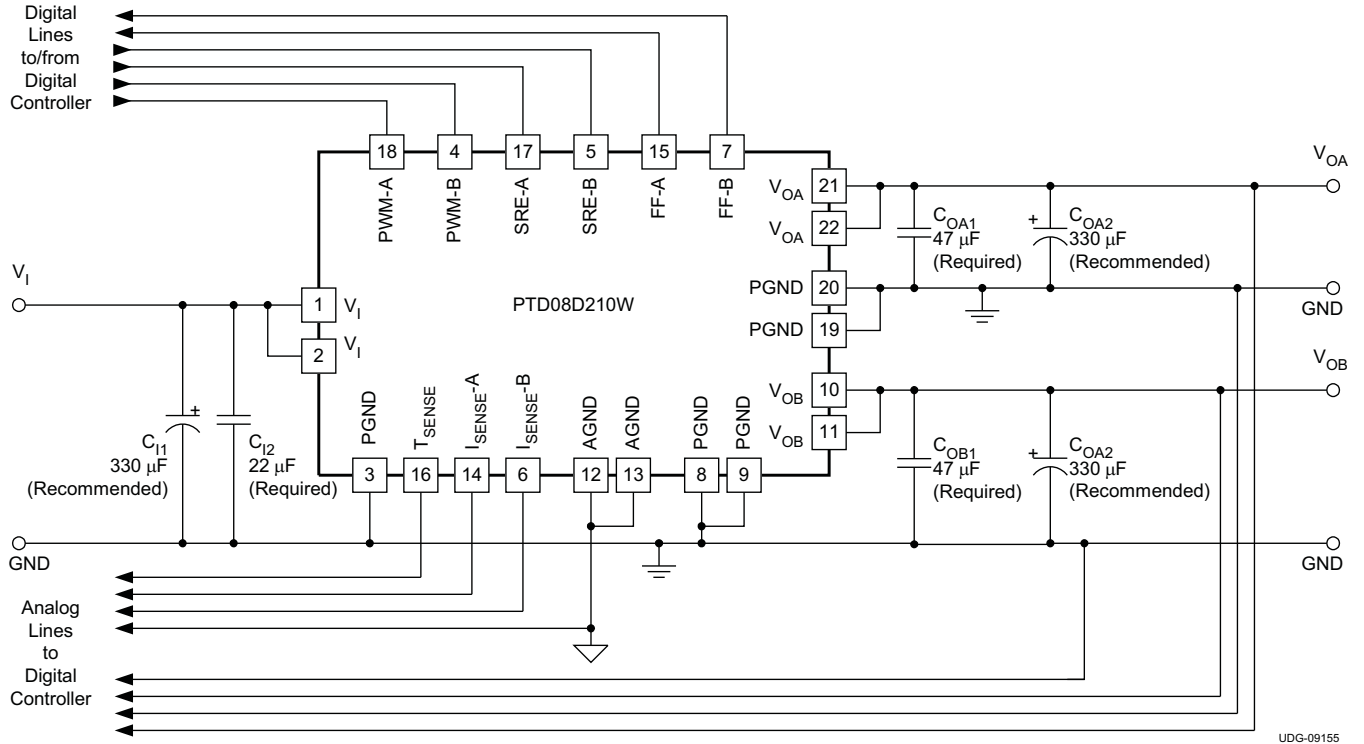 Digital
Lines
to/from
Digital
Controller
18
4
17
5
15
7
PWM-A
PWM-B
SRE-A
SRE-B
FF-A
FF-B
V_OA
21
V_OA
22
V_OA
C_OA1
47 μF
(Required)
+
C_OA2
330 μF
(Recommended)
V_I
1
V_I
2
V_I
PTD08D210W
PGND
20
PGND
19
GND
V_OB
V_OB
10
V_OB
11
+
C_I1
330 μF
(Recommended)
C_I2
22 μF
(Required)
PGND
T_SENSE
I_SENSE-A
I_SENSE-B
AGND
AGND
PGND
PGND
3
16
14
6
12
13
8
9
C_OB1
47 μF
(Required)
+
C_OA2
330 μF
(Recommended)
GND
GND
Analog
Lines
to
Digital
Controller
UDG-09155